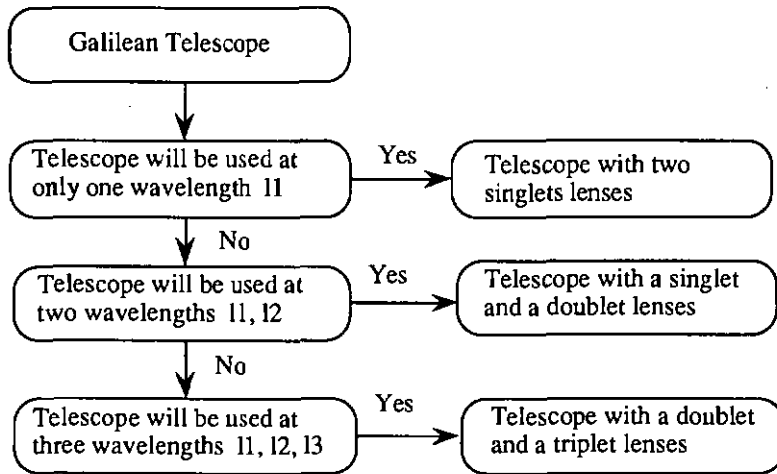 Galilean Telescope
Telescope will be used at
only one wavelength l1
Yes
Telescope with two
singlets lenses
No
Telescope will be used at
two wavelengths l1, l2
Yes
Telescope with a singlet
and a doublet lenses
No
Telescope will be used at
three wavelengths l1, l2, l3
Yes
Telescope with a doublet
and a triplet lenses